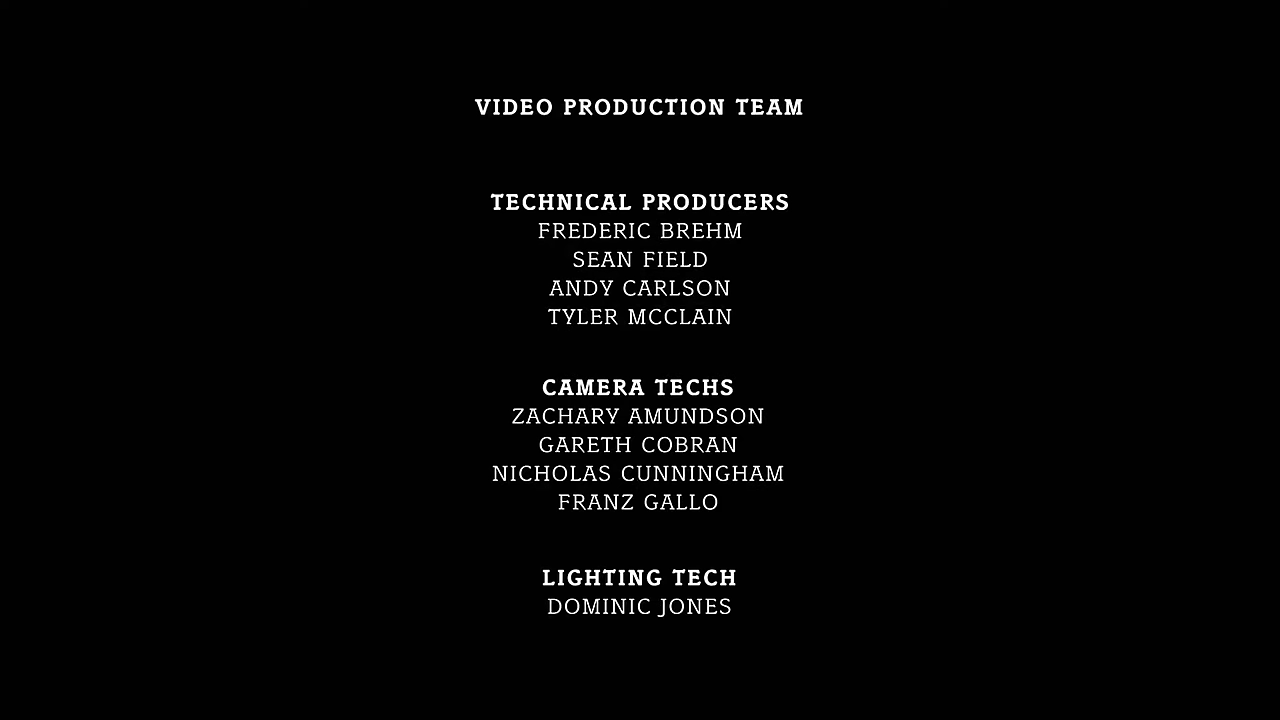 VIDEO PRODUCTION TEAM
TECHNICAL PRODUCERS
FREDERIC BREHM
SEAN FIELD
ANDY CARLSON
TYLER MCCLAIN
CAMERA TECHS
ZACHARY AMUNDSON
GARETH COBRAN
NICHOLAS CUNNINGHAM
FRANZ GALLO
LIGHTING TECH
DOMINIC JONES